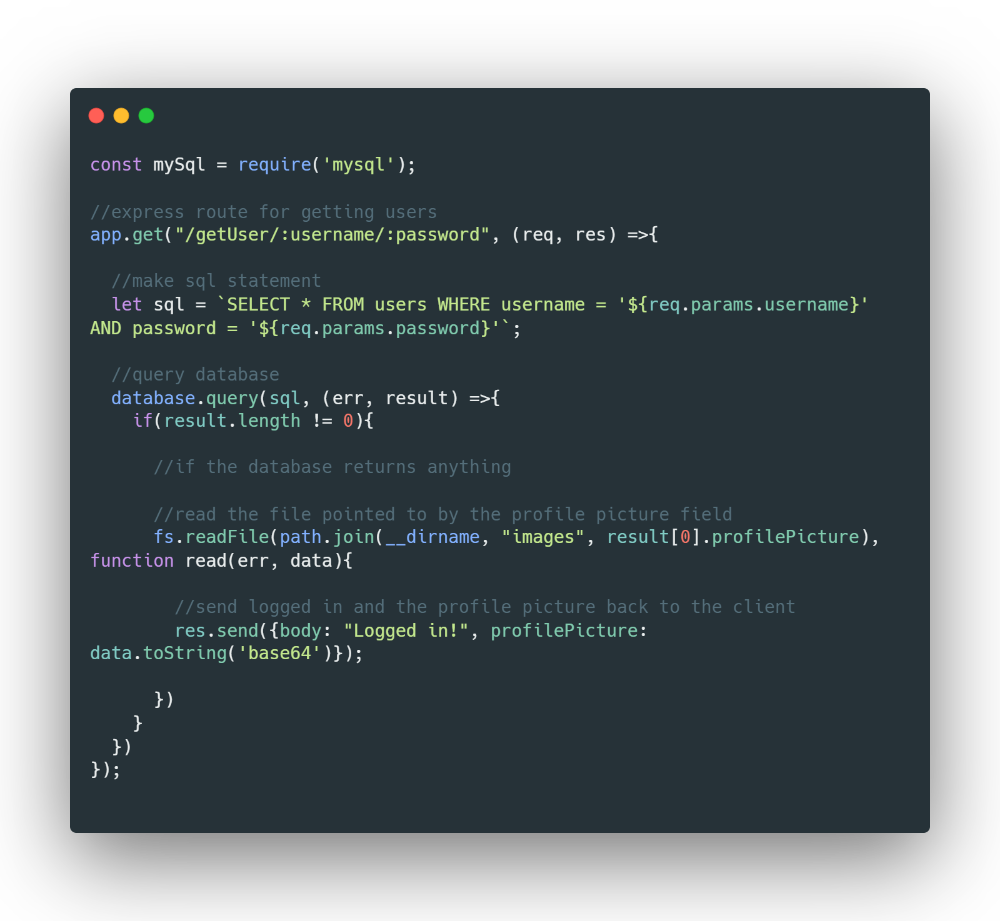 const mySql = require('mysql');
//express route for getting users
app.get("/getUser/:username/:password", (req, res) =>{
//make sql statement
let sql = `SELECT * FROM users WHERE username = '${req.params.username}'
AND password = '${req.params.password}'`;
//query database
database.query(sql, (err, result) =>{
if(result.length != 0){
//if the database returns anything
//read the file pointed to by the profile picture field
fs.readFile(path.join(__dirname, "images", result[0].profilePicture),
function read(err, data){
//send logged in and the profile picture back to the client
res.send({body: "Logged in!", profilePicture:
data.toString('base64')});
})
}
})
});